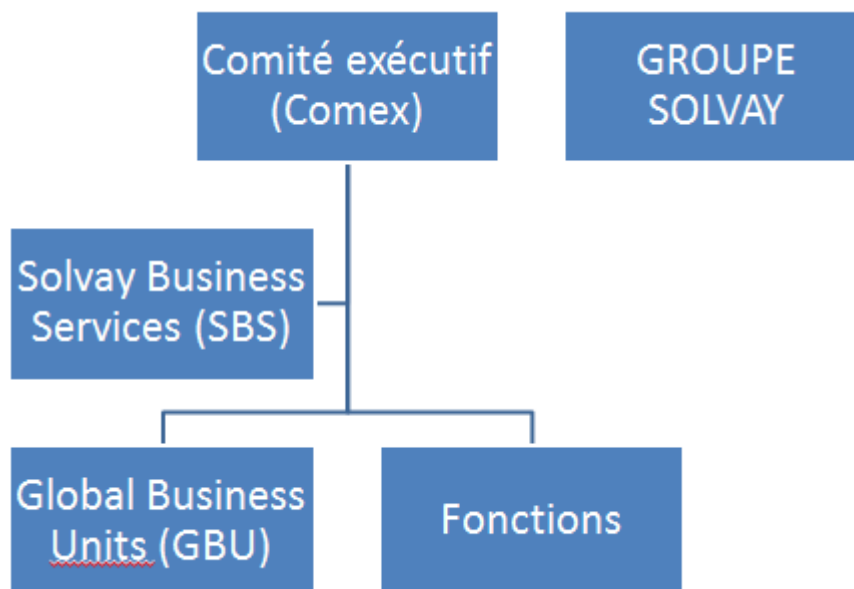 Comité exécutif
(Comex)
GROUPE
SOLVAY
Solvay Business
Services (SBS)
Global Business
Units (GBU)
Fonctions